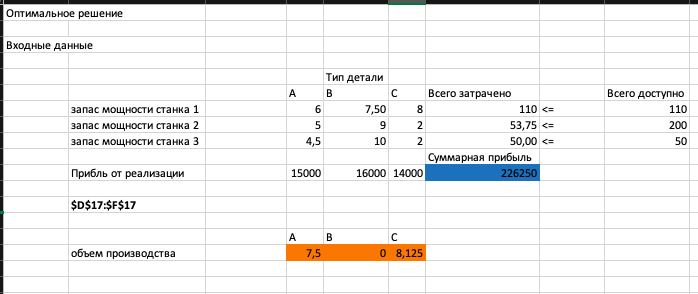 Оптимальное решение
Входные данные
Тип детали
A B C Всего затрачено Всего доступно
запас мощности станка 1 6 7,50 8 110 <= 110
запас мощности станка 2 5 9 2 53,75 <= 200
запас мощности станка 3 4,5 10 2 50,00 <= 50
Суммарная прибыль
Прибль от реализации 15000 16000 14000 226250
$D$17:$F$17
A B C
объем производства 7,5 0 8,125